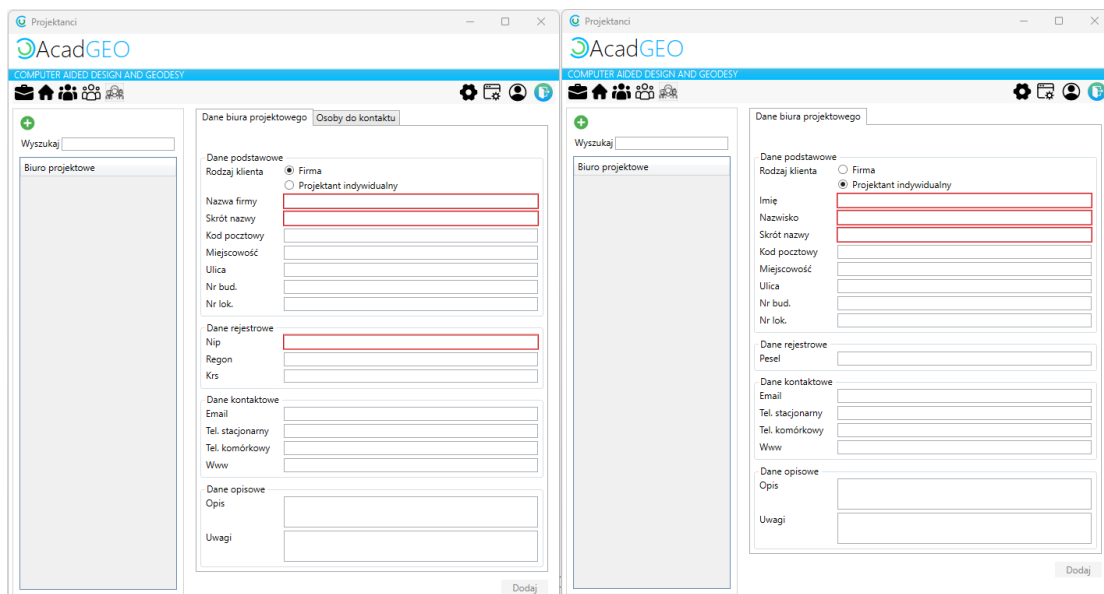 Projektanci
AcadGEO
COMPUTER AIDED DESIGN AND GEODESY
Wyszukaj
Biuro projektowe
Dane biura projektowego
Osoby do kontaktu
Dane podstawowe
Rodzaj klienta
Firma
Projektant indywidualny
Nazwa firmy
Skrót nazwy
Kod pocztowy
Miejscowość
Ulica
Nr bud.
Nr lok.
Dane rejestrowe
Nip
Regon
Krs
Dane kontaktowe
Email
Tel. stacjonarny
Tel. komórkowy
Www
Dane opisowe
Opis
Uwagi
Dodaj
Projektanci
AcadGEO
COMPUTER AIDED DESIGN AND GEODESY
Wyszukaj
Biuro projektowe
Dane biura projektowego
Dane podstawowe
Rodzaj klienta
Firma
Projektant indywidualny
Imię
Nazwisko
Skrót nazwy
Kod pocztowy
Miejscowość
Ulica
Nr bud.
Nr lok.
Dane rejestrowe
Pesel
Dane kontaktowe
Email
Tel. stacjonarny
Tel. komórkowy
Www
Dane opisowe
Opis
Uwagi
Dodaj